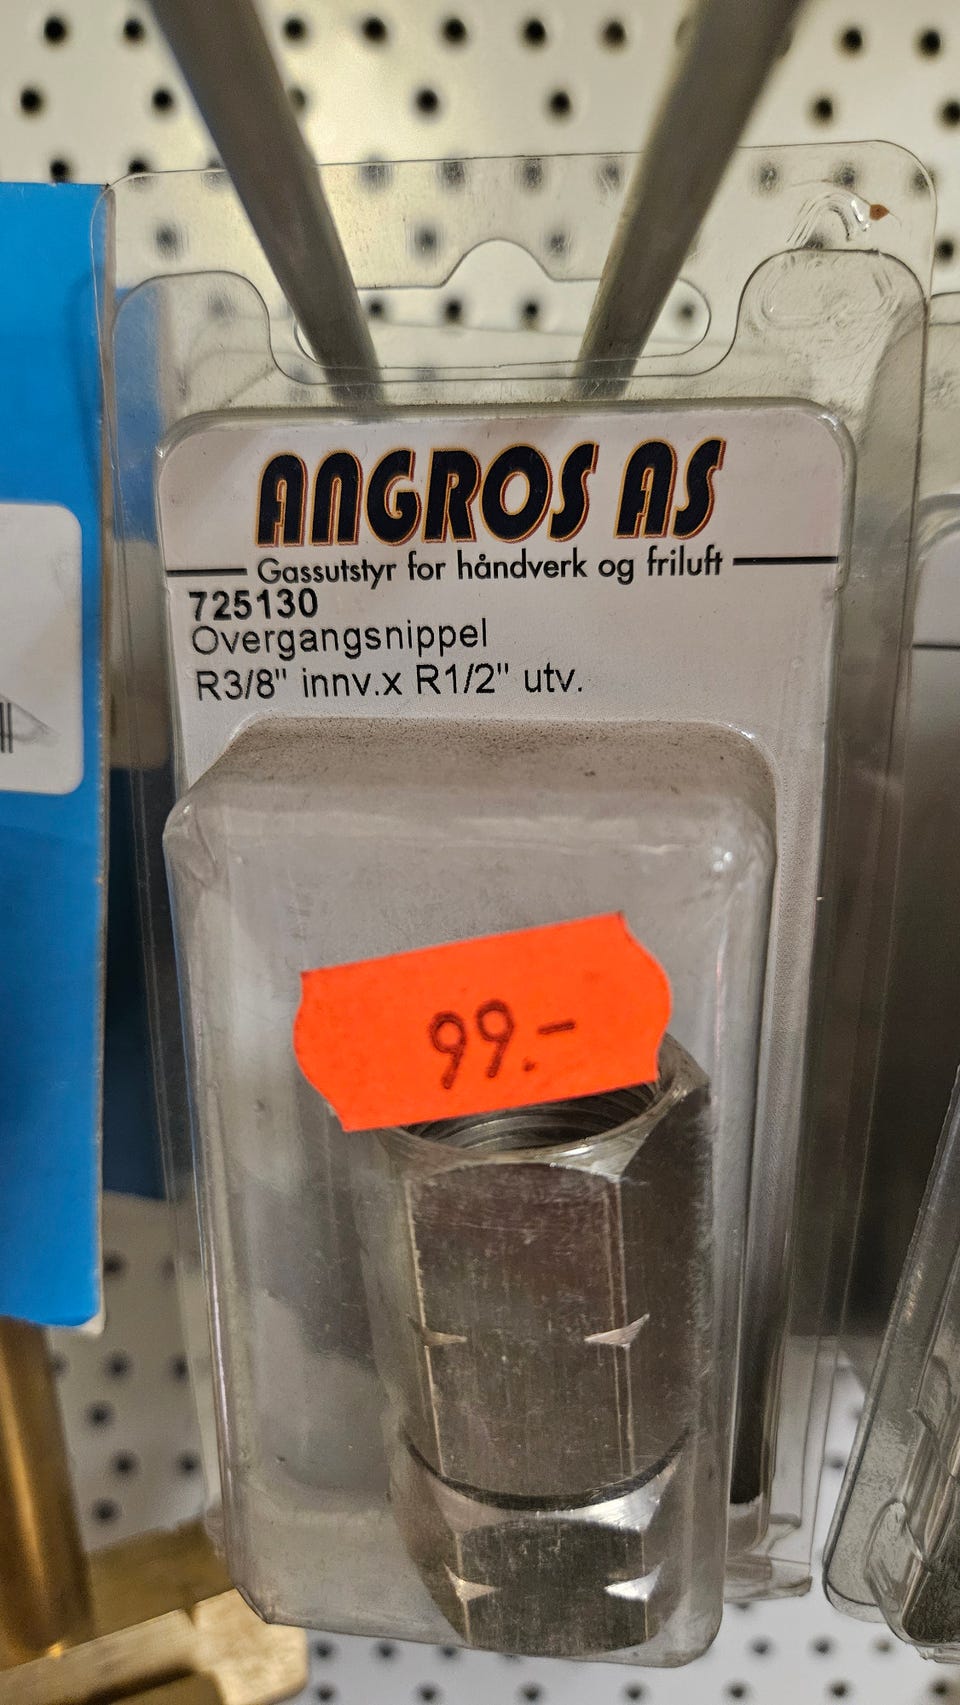 ANGROS AS
Gassutstyr for håndverk og friluft
725130
Overgangsnippel
R3/8" innv.x R1/2" utv.
99.-